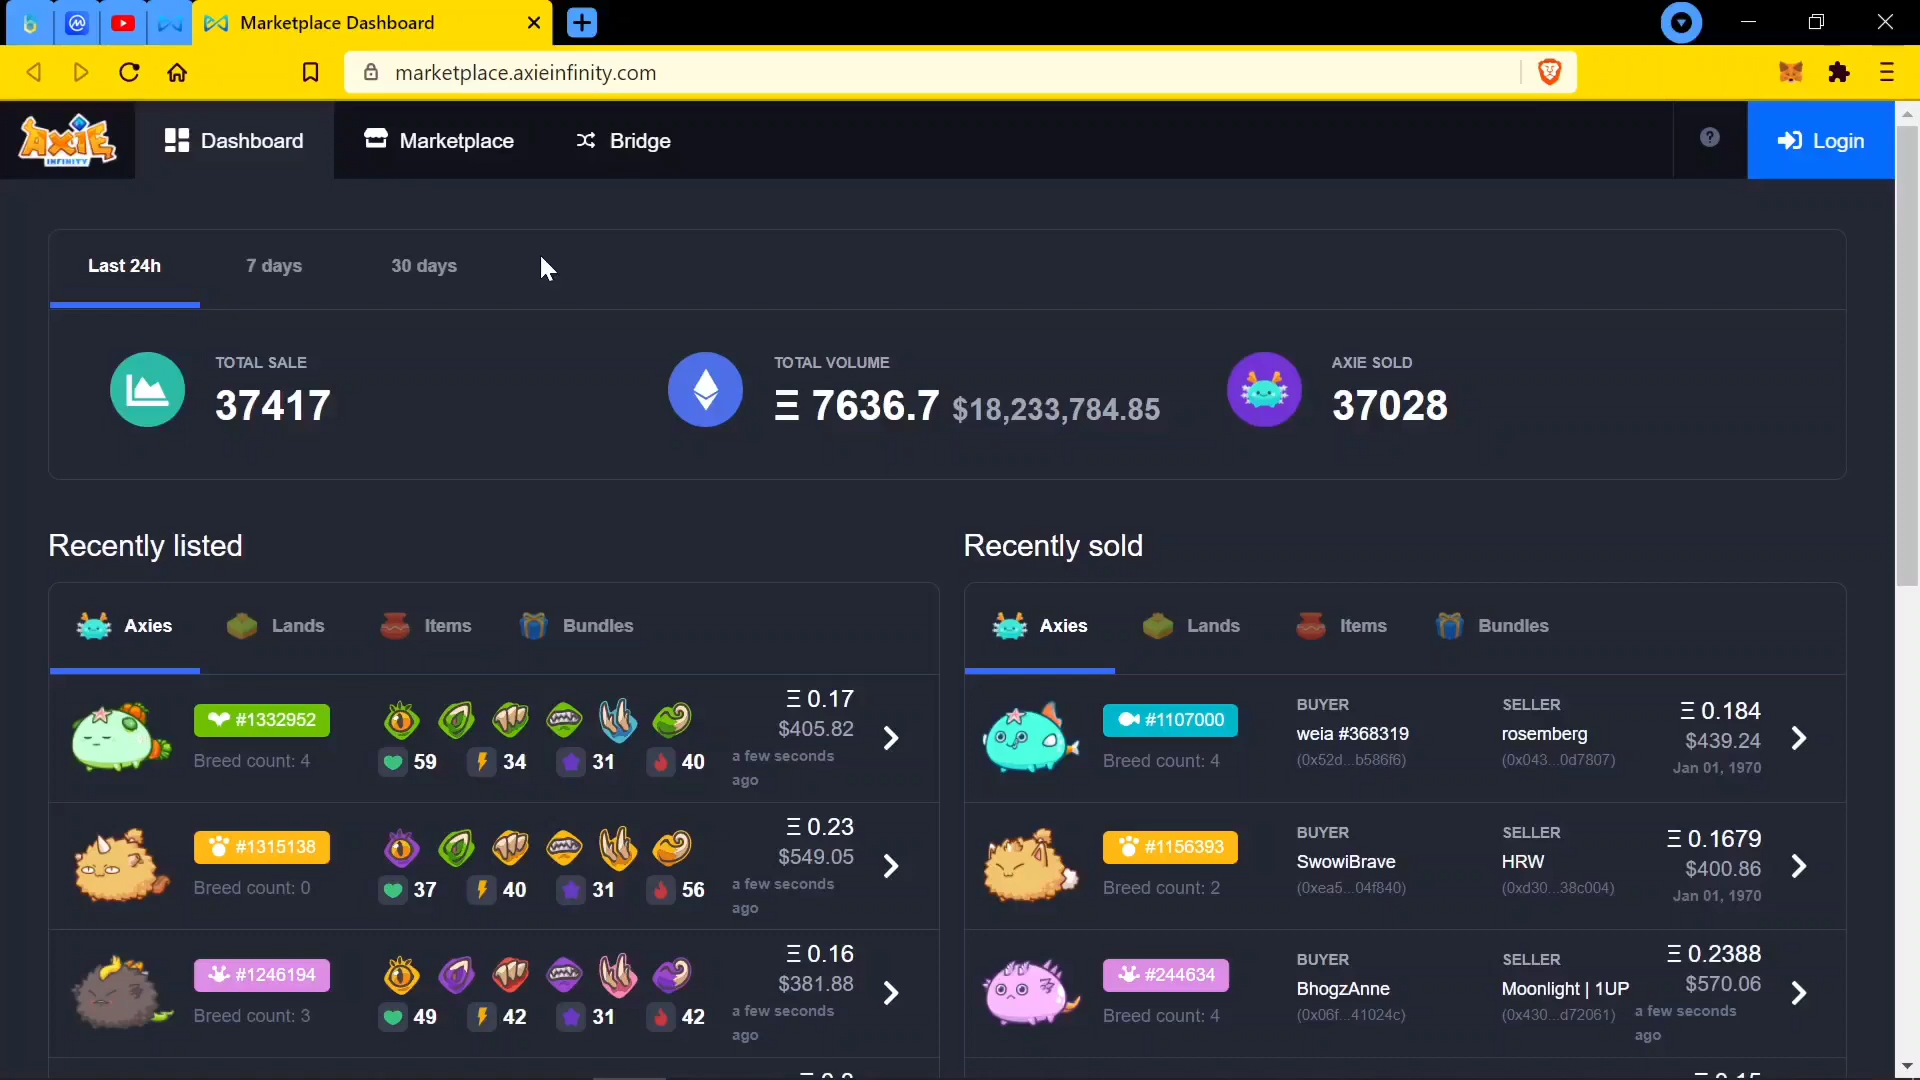 Marketplace Dashboard
marketplace.axieinfinity.com
AXIE
INFINITY
Dashboard
Marketplace
Bridge
?
Login
Last 24h
7 days
30 days
TOTAL SALE
37417
TOTAL VOLUME
Ξ 7636.7 $18,233,784.85
AXIE SOLD
37028
Recently listed
Axies
Lands
Items
Bundles
#1332952
Breed count: 4
59
34
31
40
Ξ 0.17
$405.82
a few seconds
ago
#1315138
Breed count: 0
37
40
31
56
Ξ 0.23
$549.05
a few seconds
ago
#1246194
Breed count: 3
49
42
31
42
Ξ 0.16
$381.88
a few seconds
ago
Recently sold
Axies
Lands
Items
Bundles
#1107000
Breed count: 4
BUYER
weia #368319
(0x52d...b586f6)
SELLER
rosemberg
(0x043...0d7807)
Ξ 0.184
$439.24
Jan 01, 1970
#1156393
Breed count: 2
BUYER
SwowiBrave
(0xea5...04f840)
SELLER
HRW
(0xd30...38c004)
Ξ 0.1679
$400.86
Jan 01, 1970
#244634
Breed count: 4
BUYER
BhogzAnne
(0x06f...41024c)
SELLER
Moonlight | 1UP
(0x430...d72061)
Ξ 0.2388
$570.06
a few seconds
ago